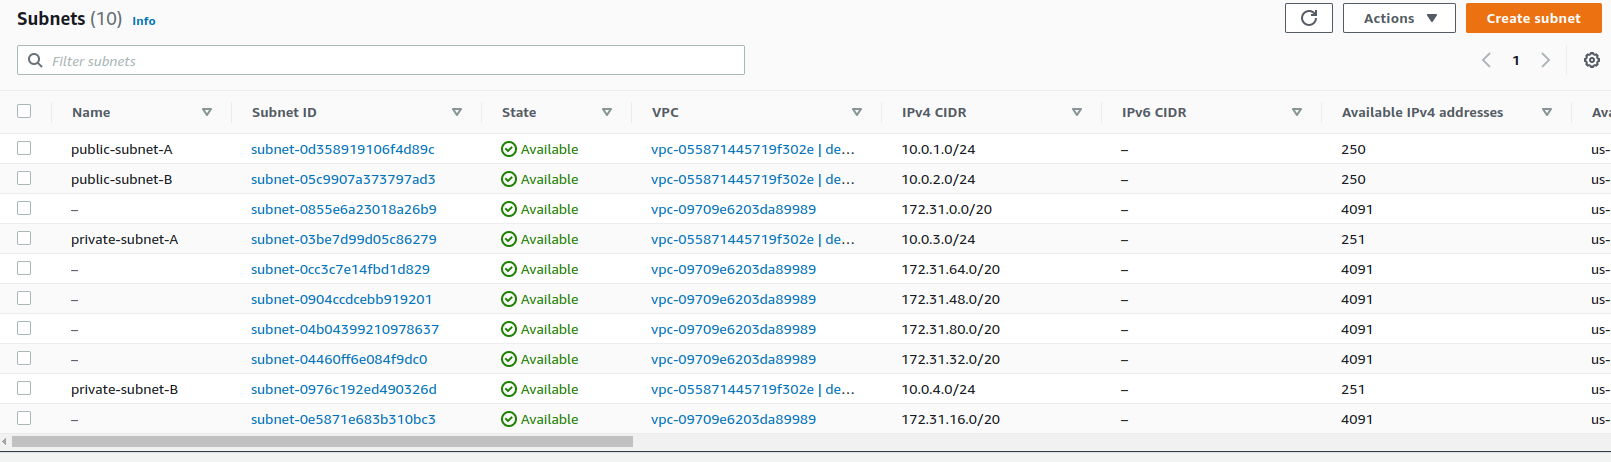 Subnets (10) Info
Actions
Create subnet
Filter subnets
1
Name Subnet ID State VPC IPv4 CIDR IPv6 CIDR Available IPv4 addresses Ava
public-subnet-A subnet-0d358919106f4d89c Available vpc-055871445719f302e | de... 10.0.1.0/24 – 250 us-
public-subnet-B subnet-05c9907a373797ad3 Available vpc-055871445719f302e | de... 10.0.2.0/24 – 250 us-
– subnet-0855e6a23018a26b9 Available vpc-09709e6203da89989 172.31.0.0/20 – 4091 us-
private-subnet-A subnet-03be7d99d05c86279 Available vpc-055871445719f302e | de... 10.0.3.0/24 – 251 us-
– subnet-0cc3c7e14fbd1d829 Available vpc-09709e6203da89989 172.31.64.0/20 – 4091 us-
– subnet-0904ccdcebb919201 Available vpc-09709e6203da89989 172.31.48.0/20 – 4091 us-
– subnet-04b04399210978637 Available vpc-09709e6203da89989 172.31.80.0/20 – 4091 us-
– subnet-04460ff6e084f9dc0 Available vpc-09709e6203da89989 172.31.32.0/20 – 4091 us-
private-subnet-B subnet-0976c192ed490326d Available vpc-055871445719f302e | de... 10.0.4.0/24 – 251 us-
– subnet-0e5871e683b310bc3 Available vpc-09709e6203da89989 172.31.16.0/20 – 4091 us-